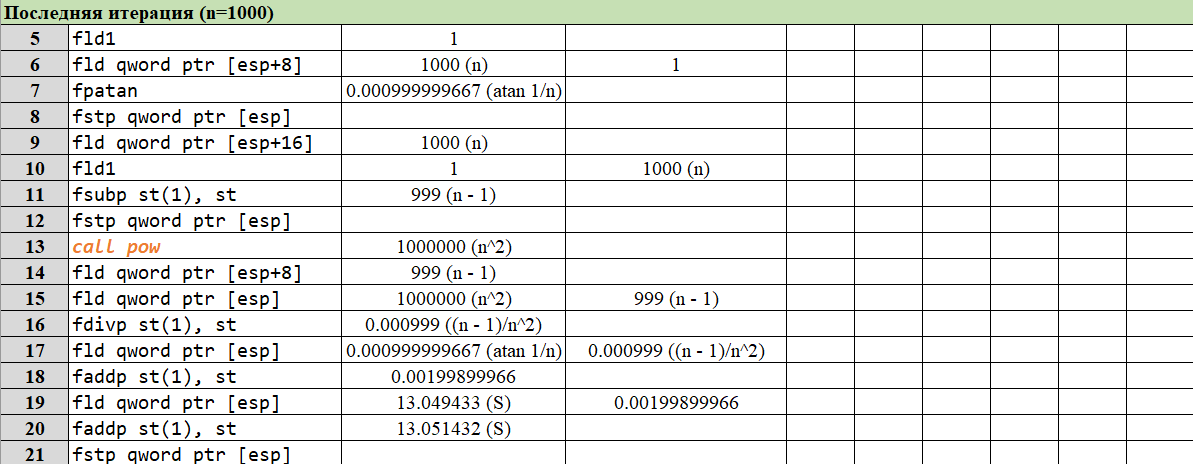 Последняя итерация (n=1000)
5 fld1 1
6 fld qword ptr [esp+8] 1000 (n) 1
7 fpatan 0.000999999667 (atan 1/n)
8 fstp qword ptr [esp]
9 fld qword ptr [esp+16] 1000 (n)
10 fld1 1 1000 (n)
11 fsubp st(1), st 999 (n - 1)
12 fstp qword ptr [esp]
13 call pow 1000000 (n^2)
14 fld qword ptr [esp+8] 999 (n - 1)
15 fld qword ptr [esp] 1000000 (n^2) 999 (n - 1)
16 fdivp st(1), st 0.000999 ((n - 1)/n^2)
17 fld qword ptr [esp] 0.000999999667 (atan 1/n) 0.000999 ((n - 1)/n^2)
18 faddp st(1), st 0.00199899966
19 fld qword ptr [esp] 13.049433 (S) 0.00199899966
20 faddp st(1), st 13.051432 (S)
21 fstp qword ptr [esp]